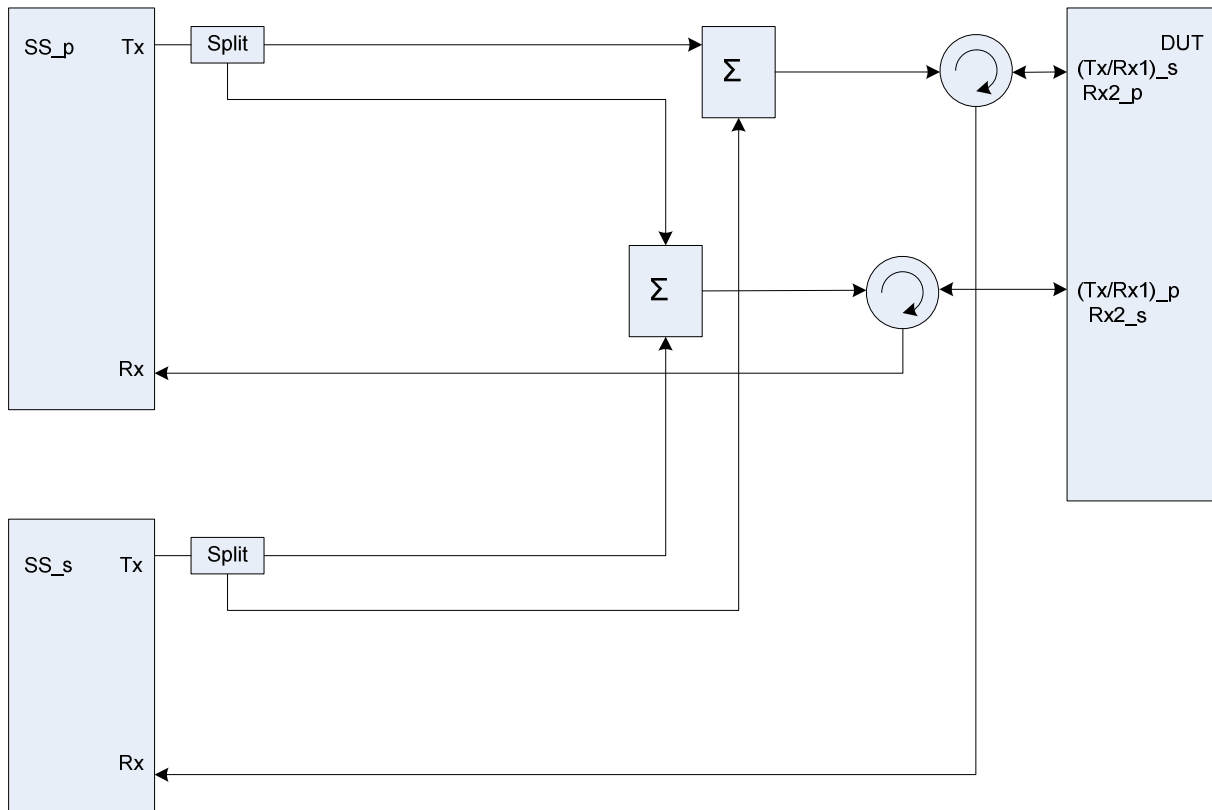 SS_p
Tx
Split
Σ
DUT
(Tx/Rx1)_s
Rx2_p
Σ
(Tx/Rx1)_p
Rx2_s
Rx
SS_s
Tx
Split
Rx